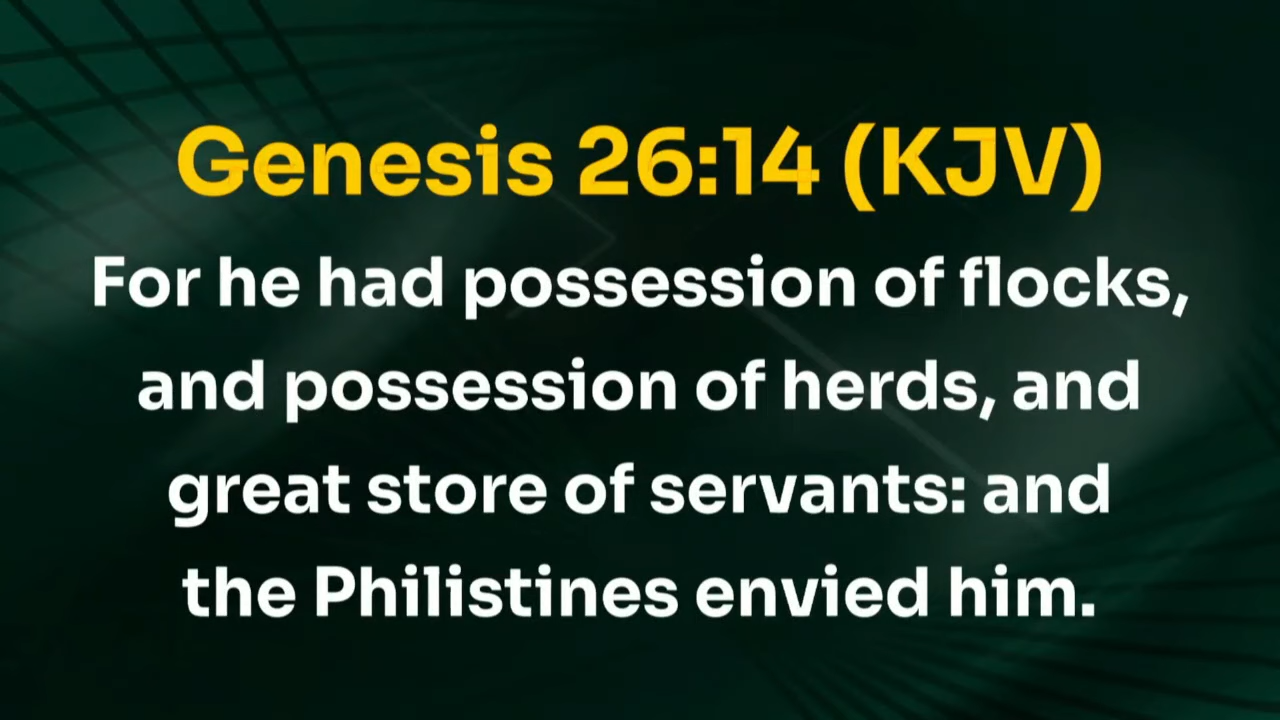 Genesis 26:14 (KJV)
For he had possession of flocks,
and possession of herds, and
great store of servants: and
the Philistines envied him.